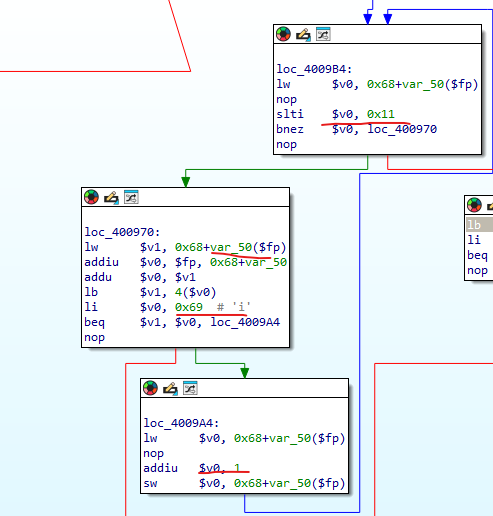 loc_4009B4:
lw $v0, 0x68+var_50($fp)
nop
slti $v0, 0x11
bnez $v0, loc_400970
nop
loc_400970:
lw $v1, 0x68+var_50($fp)
addiu $v0, $fp, 0x68+var_50
addu $v0, $v1
lb $v1, 4($v0)
li $v0, 0x69 # 'i'
beq $v1, $v0, loc_4009A4
nop
lb
li
beq
nop
loc_4009A4:
lw $v0, 0x68+var_50($fp)
nop
addiu $v0, 1
sw $v0, 0x68+var_50($fp)